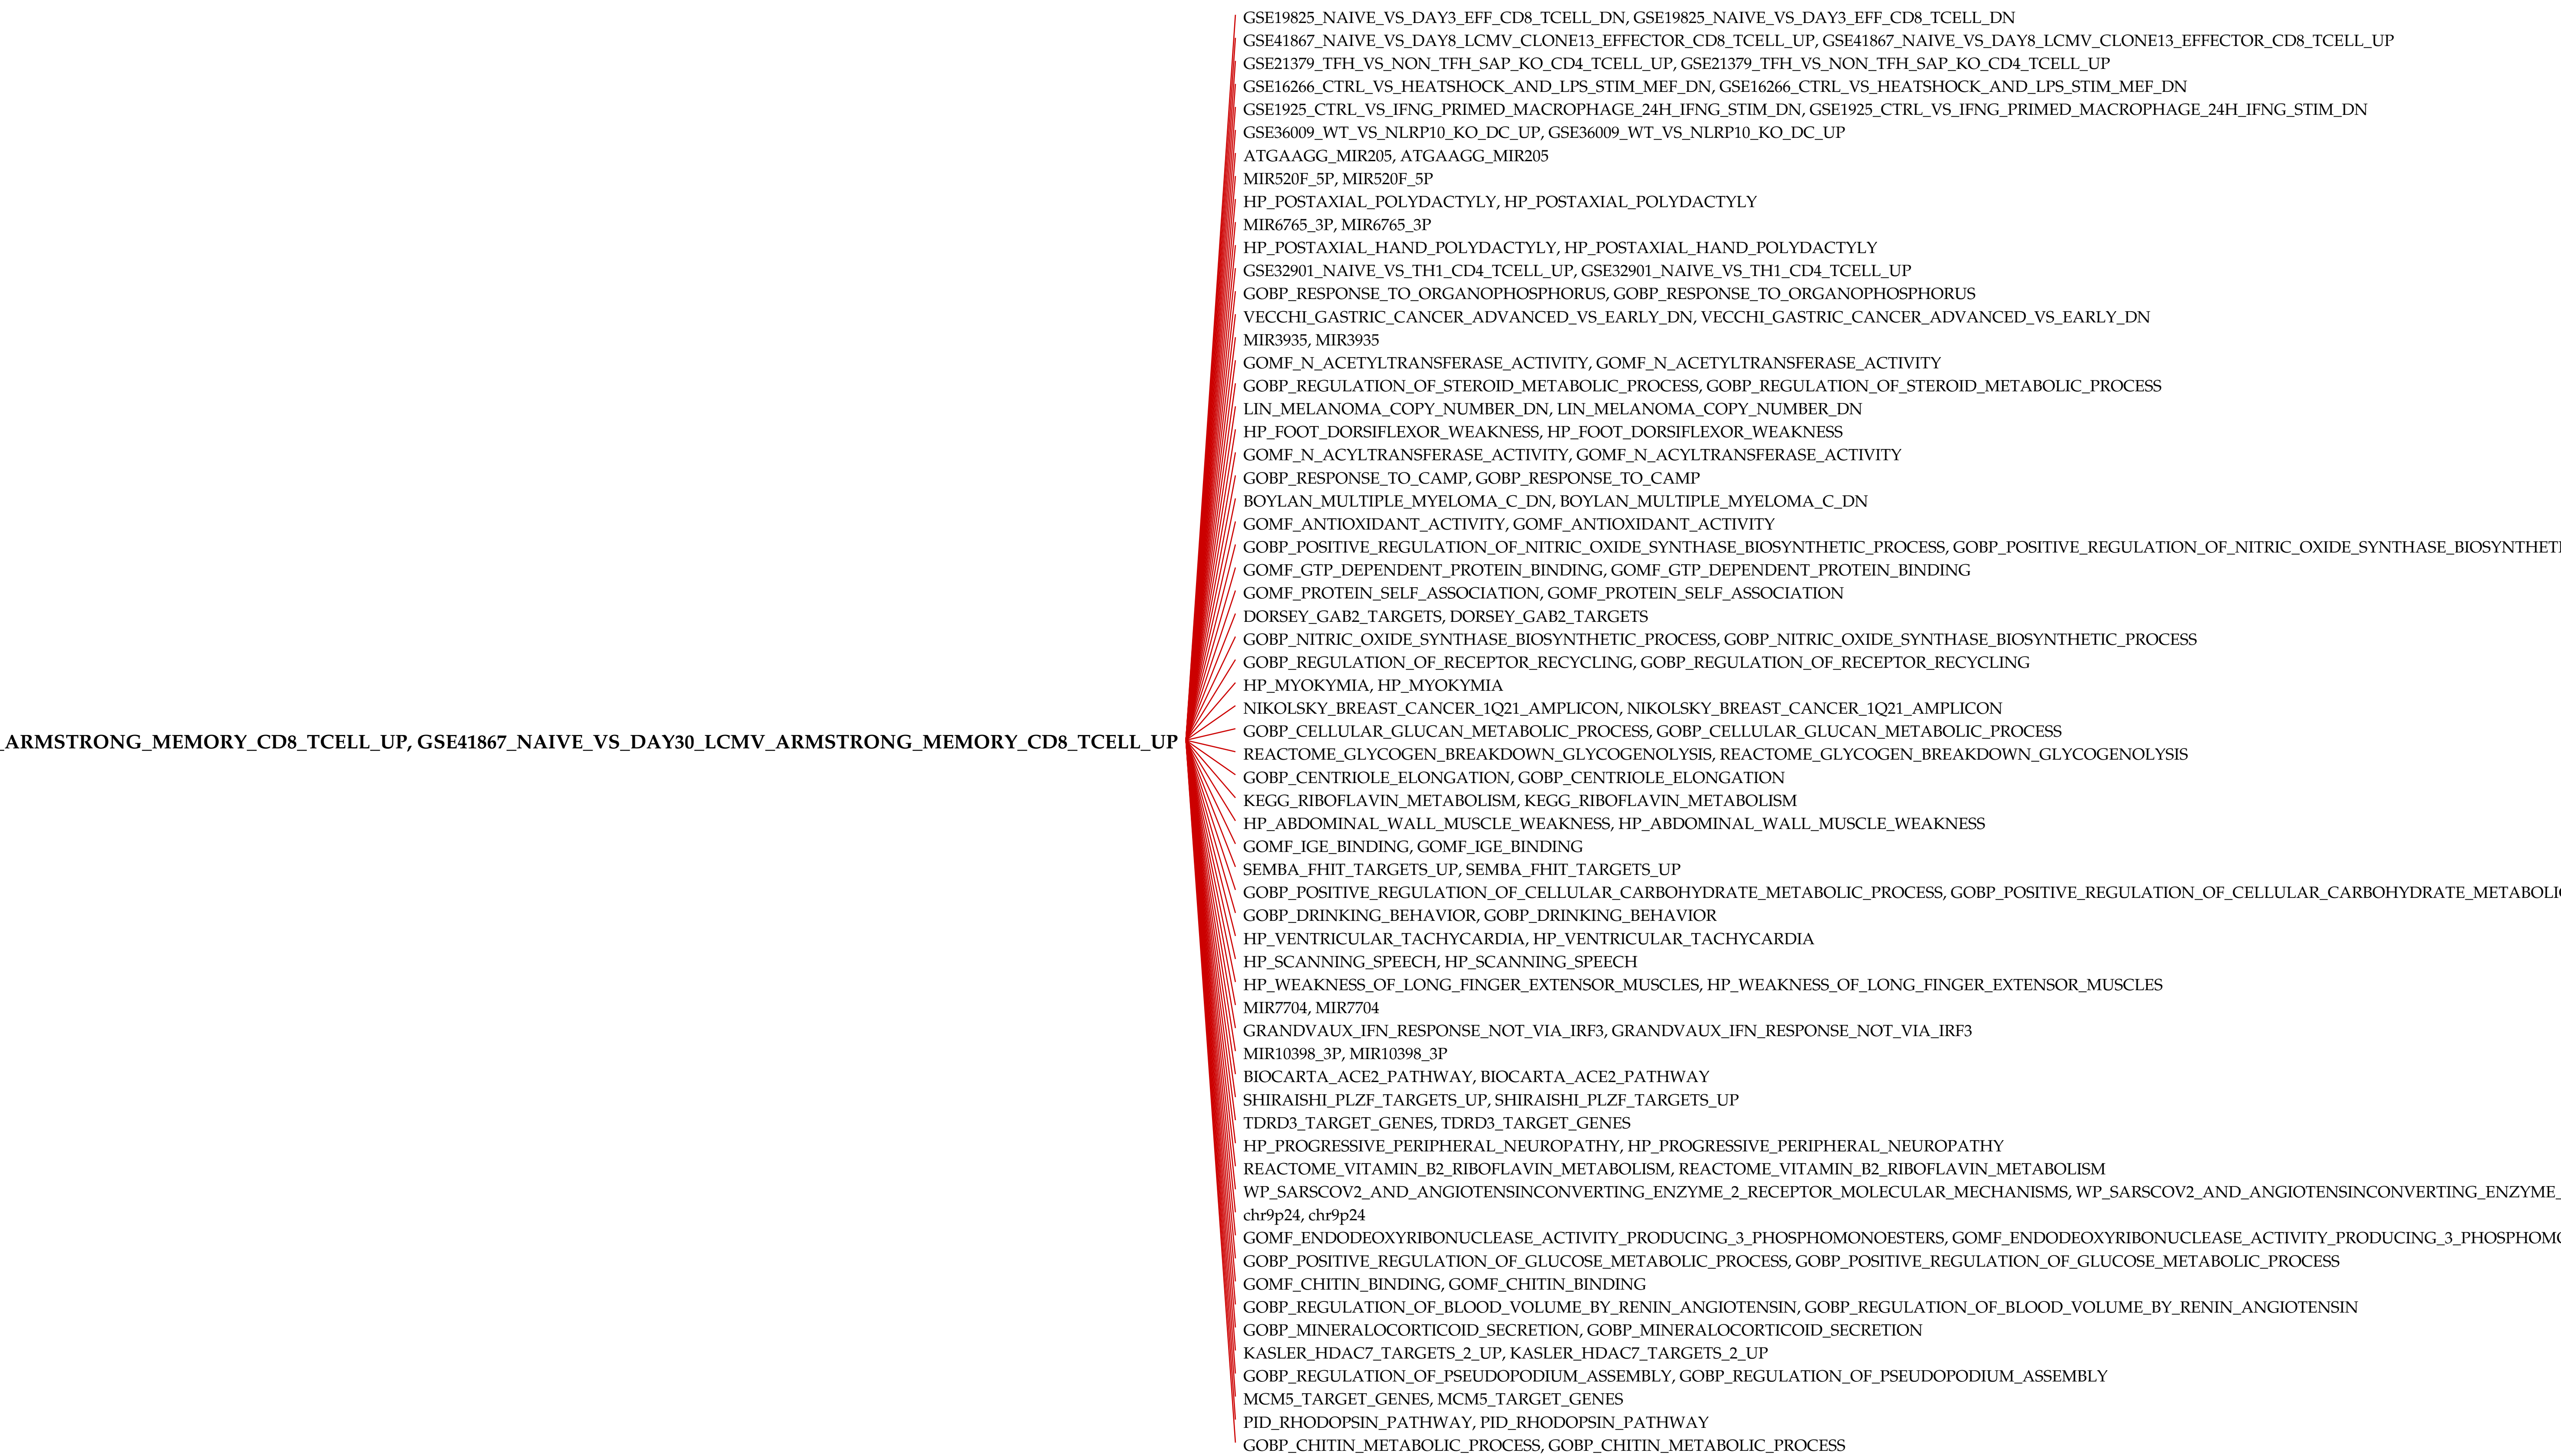 GSE19825_NAIVE_VS_DAY3_EFF_CD8_TCELL_DN, GSE19825_NAIVE_VS_DAY3_EFF_CD8_TCELL_DN
GSE41867_NAIVE_VS_DAY8_LCMV_CLONE13_EFFECTOR_CD8_TCELL_UP, GSE41867_NAIVE_VS_DAY8_LCMV_CLONE13_EFFECTOR_CD8_TCELL_UP
GSE21379_TFH_VS_NON_TFH_SAP_KO_CD4_TCELL_UP, GSE21379_TFH_VS_NON_TFH_SAP_KO_CD4_TCELL_UP
GSE16266_CTRL_VS_HEATSHOCK_AND_LPS_STIM_MEF_DN, GSE16266_CTRL_VS_HEATSHOCK_AND_LPS_STIM_MEF_DN
GSE1925_CTRL_VS_IFNG_PRIMED_MACROPHAGE_24H_IFNG_STIM_DN, GSE1925_CTRL_VS_IFNG_PRIMED_MACROPHAGE_24H_IFNG_STIM_DN
GSE36009_WT_VS_NLRP10_KO_DC_UP, GSE36009_WT_VS_NLRP10_KO_DC_UP
ATGAAGG_MIR205, ATGAAGG_MIR205
MIR520F_5P, MIR520F_5P
HP_POSTAXIAL_POLYDACTYLY, HP_POSTAXIAL_POLYDACTYLY
MIR6765_3P, MIR6765_3P
HP_POSTAXIAL_HAND_POLYDACTYLY, HP_POSTAXIAL_HAND_POLYDACTYLY
GSE32901_NAIVE_VS_TH1_CD4_TCELL_UP, GSE32901_NAIVE_VS_TH1_CD4_TCELL_UP
GOBP_RESPONSE_TO_ORGANOPHOSPHORUS, GOBP_RESPONSE_TO_ORGANOPHOSPHORUS
VECCHI_GASTRIC_CANCER_ADVANCED_VS_EARLY_DN, VECCHI_GASTRIC_CANCER_ADVANCED_VS_EARLY_DN
MIR3935, MIR3935
GOMF_N_ACETYLTRANSFERASE_ACTIVITY, GOMF_N_ACETYLTRANSFERASE_ACTIVITY
GOBP_REGULATION_OF_STEROID_METABOLIC_PROCESS, GOBP_REGULATION_OF_STEROID_METABOLIC_PROCESS
LIN_MELANOMA_COPY_NUMBER_DN, LIN_MELANOMA_COPY_NUMBER_DN
HP_FOOT_DORSIFLEXOR_WEAKNESS, HP_FOOT_DORSIFLEXOR_WEAKNESS
GOMF_N_ACYLTRANSFERASE_ACTIVITY, GOMF_N_ACYLTRANSFERASE_ACTIVITY
GOBP_RESPONSE_TO_CAMP, GOBP_RESPONSE_TO_CAMP
BOYLAN_MULTIPLE_MYELOMA_C_DN, BOYLAN_MULTIPLE_MYELOMA_C_DN
GOMF_ANTIOXIDANT_ACTIVITY, GOMF_ANTIOXIDANT_ACTIVITY
GOBP_POSITIVE_REGULATION_OF_NITRIC_OXIDE_SYNTHASE_BIOSYNTHETIC_PROCESS, GOBP_POSITIVE_REGULATION_OF_NITRIC_OXIDE_SYNTHASE_BIOSYNTHETI
GOMF_GTP_DEPENDENT_PROTEIN_BINDING, GOMF_GTP_DEPENDENT_PROTEIN_BINDING
GOMF_PROTEIN_SELF_ASSOCIATION, GOMF_PROTEIN_SELF_ASSOCIATION
DORSEY_GAB2_TARGETS, DORSEY_GAB2_TARGETS
GOBP_NITRIC_OXIDE_SYNTHASE_BIOSYNTHETIC_PROCESS, GOBP_NITRIC_OXIDE_SYNTHASE_BIOSYNTHETIC_PROCESS
GOBP_REGULATION_OF_RECEPTOR_RECYCLING, GOBP_REGULATION_OF_RECEPTOR_RECYCLING
HP_MYOKYMIA, HP_MYOKYMIA
NIKOLSKY_BREAST_CANCER_1Q21_AMPLICON, NIKOLSKY_BREAST_CANCER_1Q21_AMPLICON
GOBP_CELLULAR_GLUCAN_METABOLIC_PROCESS, GOBP_CELLULAR_GLUCAN_METABOLIC_PROCESS
_ARMSTRONG_MEMORY_CD8_TCELL_UP, GSE41867_NAIVE_VS_DAY30_LCMV_ARMSTRONG_MEMORY_CD8_TCELL_UP
REACTOME_GLYCOGEN_BREAKDOWN_GLYCOGENOLYSIS, REACTOME_GLYCOGEN_BREAKDOWN_GLYCOGENOLYSIS
GOBP_CENTRIOLE_ELONGATION, GOBP_CENTRIOLE_ELONGATION
KEGG_RIBOFLAVIN_METABOLISM, KEGG_RIBOFLAVIN_METABOLISM
HP_ABDOMINAL_WALL_MUSCLE_WEAKNESS, HP_ABDOMINAL_WALL_MUSCLE_WEAKNESS
GOMF_IGE_BINDING, GOMF_IGE_BINDING
SEMBA_FHIT_TARGETS_UP, SEMBA_FHIT_TARGETS_UP
GOBP_POSITIVE_REGULATION_OF_CELLULAR_CARBOHYDRATE_METABOLIC_PROCESS, GOBP_POSITIVE_REGULATION_OF_CELLULAR_CARBOHYDRATE_METABOLI
GOBP_DRINKING_BEHAVIOR, GOBP_DRINKING_BEHAVIOR
HP_VENTRICULAR_TACHYCARDIA, HP_VENTRICULAR_TACHYCARDIA
HP_SCANNING_SPEECH, HP_SCANNING_SPEECH
HP_WEAKNESS_OF_LONG_FINGER_EXTENSOR_MUSCLES, HP_WEAKNESS_OF_LONG_FINGER_EXTENSOR_MUSCLES
MIR7704, MIR7704
GRANDVAUX_IFN_RESPONSE_NOT_VIA_IRF3, GRANDVAUX_IFN_RESPONSE_NOT_VIA_IRF3
MIR10398_3P, MIR10398_3P
BIOCARTA_ACE2_PATHWAY, BIOCARTA_ACE2_PATHWAY
SHIRAISHI_PLZF_TARGETS_UP, SHIRAISHI_PLZF_TARGETS_UP
TDRD3_TARGET_GENES, TDRD3_TARGET_GENES
HP_PROGRESSIVE_PERIPHERAL_NEUROPATHY, HP_PROGRESSIVE_PERIPHERAL_NEUROPATHY
REACTOME_VITAMIN_B2_RIBOFLAVIN_METABOLISM, REACTOME_VITAMIN_B2_RIBOFLAVIN_METABOLISM
WP_SARSCOV2_AND_ANGIOTENSINCONVERTING_ENZYME_2_RECEPTOR_MOLECULAR_MECHANISMS, WP_SARSCOV2_AND_ANGIOTENSINCONVERTING_ENZYME_
chr9p24, chr9p24
GOMF_ENDODEOXYRIBONUCLEASE_ACTIVITY_PRODUCING_3_PHOSPHOMONOESTERS, GOMF_ENDODEOXYRIBONUCLEASE_ACTIVITY_PRODUCING_3_PHOSPHOM
GOBP_POSITIVE_REGULATION_OF_GLUCOSE_METABOLIC_PROCESS, GOBP_POSITIVE_REGULATION_OF_GLUCOSE_METABOLIC_PROCESS
GOMF_CHITIN_BINDING, GOMF_CHITIN_BINDING
GOBP_REGULATION_OF_BLOOD_VOLUME_BY_RENIN_ANGIOTENSIN, GOBP_REGULATION_OF_BLOOD_VOLUME_BY_RENIN_ANGIOTENSIN
GOBP_MINERALOCORTICOID_SECRETION, GOBP_MINERALOCORTICOID_SECRETION
KASLER_HDAC7_TARGETS_2_UP, KASLER_HDAC7_TARGETS_2_UP
GOBP_REGULATION_OF_PSEUDOPODIUM_ASSEMBLY, GOBP_REGULATION_OF_PSEUDOPODIUM_ASSEMBLY
MCM5_TARGET_GENES, MCM5_TARGET_GENES
PID_RHODOPSIN_PATHWAY, PID_RHODOPSIN_PATHWAY
GOBP_CHITIN_METABOLIC_PROCESS, GOBP_CHITIN_METABOLIC_PROCESS